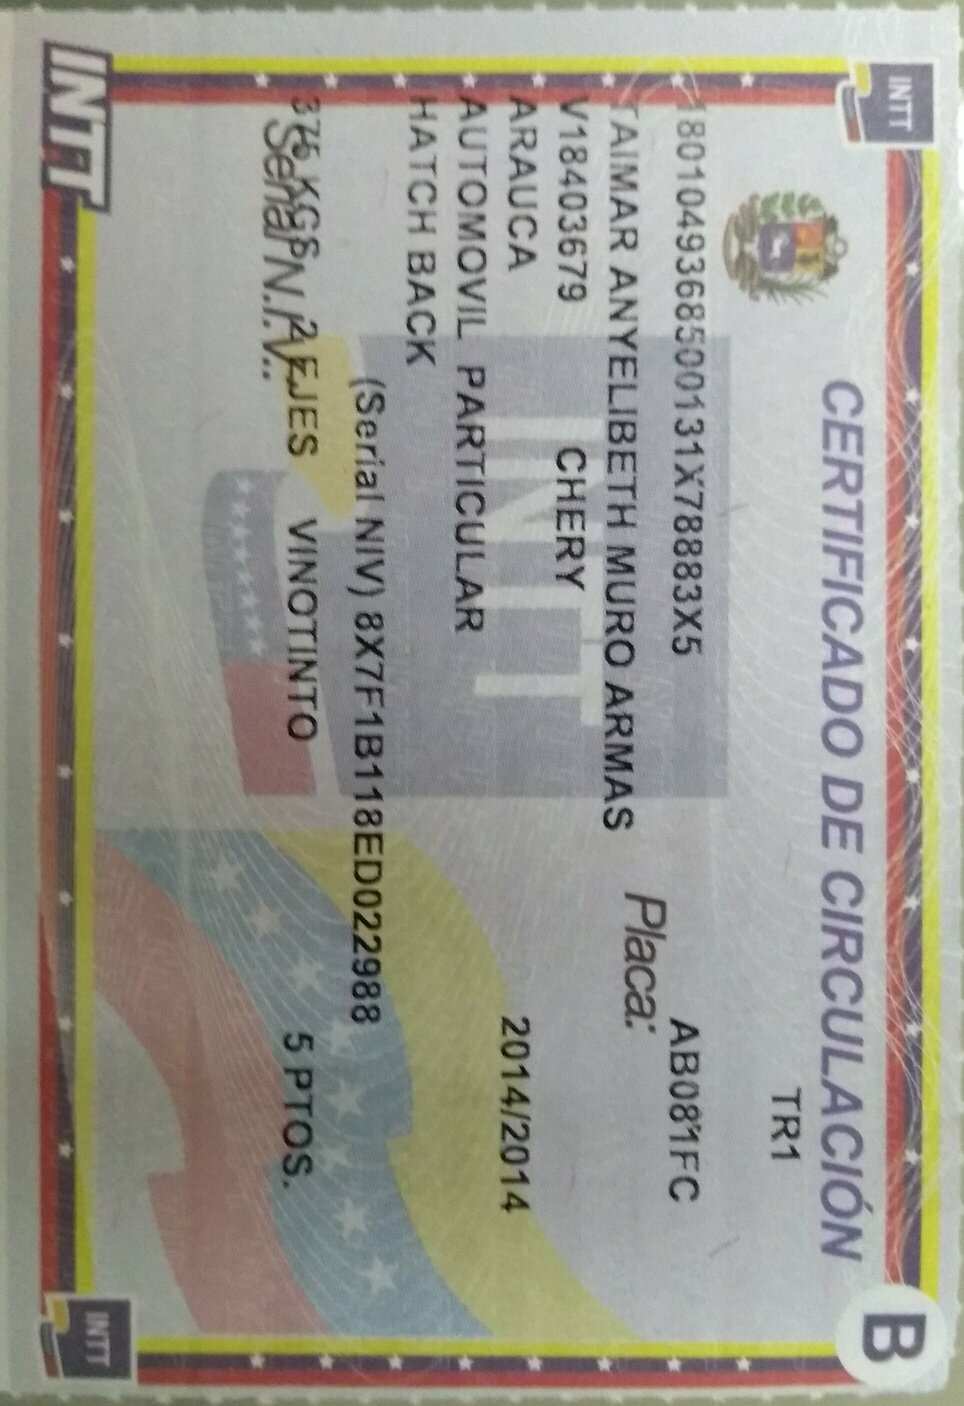 INTT
B
CERTIFICADO DE CIRCULACIÓN
TR1
1801049368500131X78883X5
AB081FC
Placa:
TAIMAR ANYELIBETH MURO ARMAS
V18403679 CHERY
ARAUCA 2014/2014
AUTOMOVIL PARTICULAR
HATCH BACK
INTT
(Serial NIV) 8X7F1B118ED022988
375 KGS 2 EJES VINOTINTO 5 PTOS.
Serial N.I.V.:
INTT
INTT